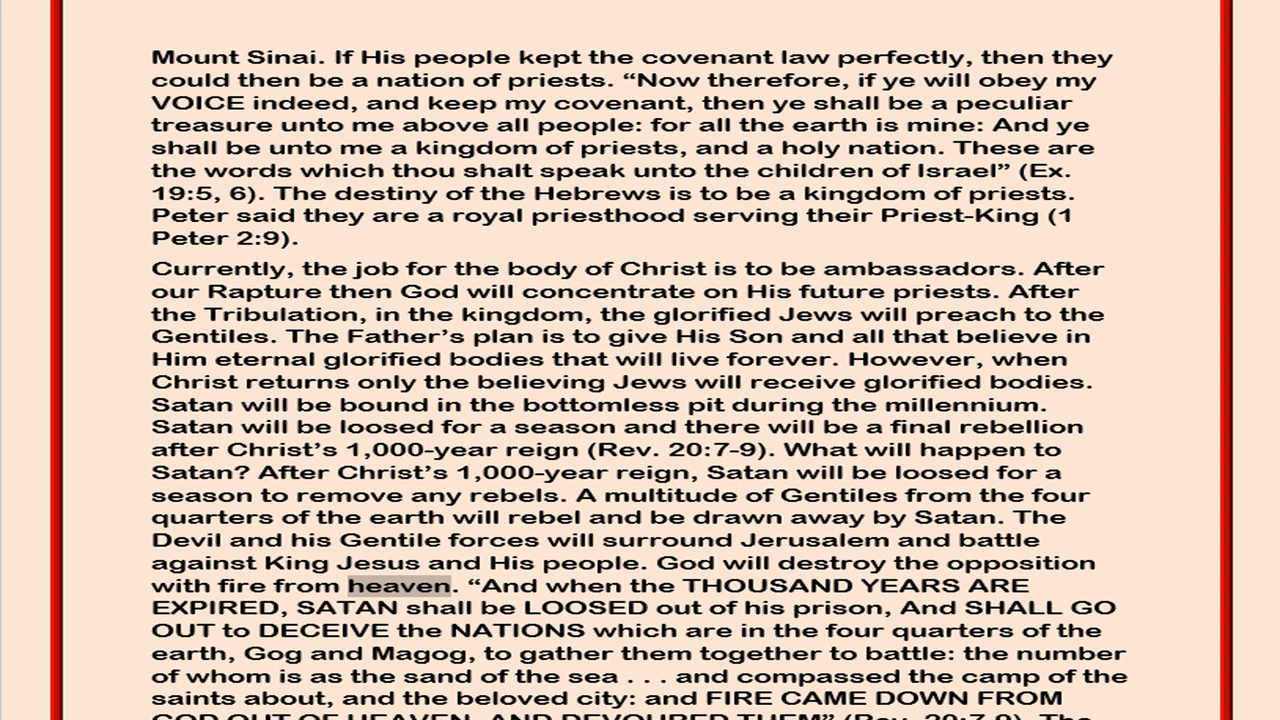 Mount Sinai. If His people kept the covenant law perfectly, then they
could then be a nation of priests. “Now therefore, if ye will obey my
VOICE indeed, and keep my covenant, then ye shall be a peculiar
treasure unto me above all people: for all the earth is mine: And ye
shall be unto me a kingdom of priests, and a holy nation. These are
the words which thou shalt speak unto the children of Israel” (Ex.
19:5, 6). The destiny of the Hebrews is to be a kingdom of priests.
Peter said they are a royal priesthood serving their Priest-King (1
Peter 2:9).
Currently, the job for the body of Christ is to be ambassadors. After
our Rapture then God will concentrate on His future priests. After
the Tribulation, in the kingdom, the glorified Jews will preach to the
Gentiles. The Father’s plan is to give His Son and all that believe in
Him eternal glorified bodies that will live forever. However, when
Christ returns only the believing Jews will receive glorified bodies.
Satan will be bound in the bottomless pit during the millennium.
Satan will be loosed for a season and there will be a final rebellion
after Christ’s 1,000-year reign (Rev. 20:7-9). What will happen to
Satan? After Christ’s 1,000-year reign, Satan will be loosed for a
season to remove any rebels. A multitude of Gentiles from the four
quarters of the earth will rebel and be drawn away by Satan. The
Devil and his Gentile forces will surround Jerusalem and battle
against King Jesus and His people. God will destroy the opposition
with fire from heaven. “And when the THOUSAND YEARS ARE
EXPIRED, SATAN shall be LOOSED out of his prison, And SHALL GO
OUT to DECEIVE the NATIONS which are in the four quarters of the
earth, Gog and Magog, to gather them together to battle: the number
of whom is as the sand of the sea . . . and compassed the camp of the
saints about, and the beloved city: and FIRE CAME DOWN FROM
GOD OUT OF HEAVEN, AND DEVOURED THEM” (Rev. 20:7-9). The